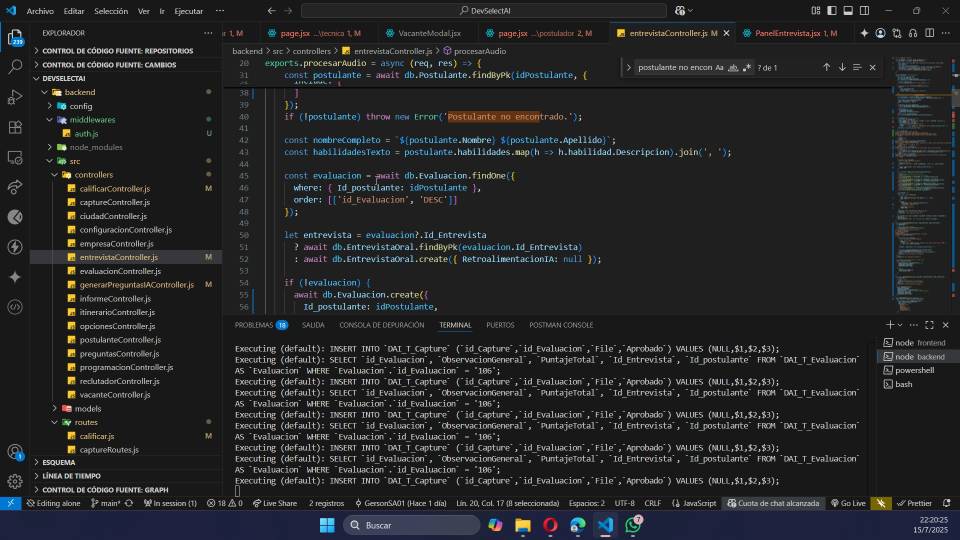 Archivo Editar Selección Ver Ir Ejecutar ··· DevSelectAI
1, M page.jsx ...\tecnica 1, M VacanteModal.jsx page.jsx ...\postulador 2, M entrevistaController.js M PanelEntrevista.jsx 1, M
EXPLORADOR
backend > src > controllers > entrevistaController.js > procesarAudio
postulante no encon Aa ab ? de 1
CONTROL DE CÓDIGO FUENTE: REPOSITORIOS
CONTROL DE CÓDIGO FUENTE: CAMBIOS
DEVSELECTAI
backend
config
middlewares
auth.js U
node_modules
src
controllers
calificarController.js M
captureController.js
ciudadController.js
configuracionController.js
empresaController.js
entrevistaController.js M
evaluacionController.js
generarPreguntasIAController.js M
informeController.js
itinerarioController.js
opcionesController.js
postulanteController.js
preguntasController.js
programacionController.js
reclutadorController.js
vacanteController.js
models
routes
calificar.js M
captureRoutes.js
ESQUEMA
LÍNEA DE TIEMPO
CONTROL DE CÓDIGO FUENTE: GRAPH
20 exports.procesarAudio = async (req, res) => {
31 const postulante = await db.Postulante.findByPk(idPostulante, {
38 ]
39 });
40 if (!postulante) throw new Error('Postulante no encontrado.');
41
42 const nombreCompleto = `${postulante.Nombre} ${postulante.Apellido}`;
43 const habilidadesTexto = postulante.habilidades.map(h => h.habilidad.Descripcion).join(', ');
44
45 const evaluacion = await db.Evaluacion.findOne({
46 where: { Id_postulante: idPostulante },
47 order: [['id_Evaluacion', 'DESC']]
48 });
49
50 let entrevista = evaluacion?.Id_Entrevista
51 ? await db.EntrevistaOral.findByPk(evaluacion.Id_Entrevista)
52 : await db.EntrevistaOral.create({ RetroalimentacionIA: null });
53
54 if (!evaluacion) {
55 await db.Evaluacion.create({
56 Id_postulante: idPostulante,
PROBLEMAS 18 SALIDA CONSOLA DE DEPURACIÓN TERMINAL PUERTOS POSTMAN CONSOLE
Executing (default): INSERT INTO `DAI_T_Capture` (`id_Capture`,`id_Evaluacion`,`File`,`Aprobado`) VALUES (NULL,$1,$2,$3);
Executing (default): SELECT `id_Evaluacion`, `ObservacionGeneral`, `PuntajeTotal`, `Id_Entrevista`, `Id_postulante` FROM `DAI_T_Evaluacion`
AS `Evaluacion` WHERE `Evaluacion`.`id_Evaluacion` = '106';
Executing (default): INSERT INTO `DAI_T_Capture` (`id_Capture`,`id_Evaluacion`,`File`,`Aprobado`) VALUES (NULL,$1,$2,$3);
Executing (default): SELECT `id_Evaluacion`, `ObservacionGeneral`, `PuntajeTotal`, `Id_Entrevista`, `Id_postulante` FROM `DAI_T_Evaluacion`
AS `Evaluacion` WHERE `Evaluacion`.`id_Evaluacion` = '106';
Executing (default): INSERT INTO `DAI_T_Capture` (`id_Capture`,`id_Evaluacion`,`File`,`Aprobado`) VALUES (NULL,$1,$2,$3);
Executing (default): SELECT `id_Evaluacion`, `ObservacionGeneral`, `PuntajeTotal`, `Id_Entrevista`, `Id_postulante` FROM `DAI_T_Evaluacion`
AS `Evaluacion` WHERE `Evaluacion`.`id_Evaluacion` = '106';
Executing (default): INSERT INTO `DAI_T_Capture` (`id_Capture`,`id_Evaluacion`,`File`,`Aprobado`) VALUES (NULL,$1,$2,$3);
Executing (default): SELECT `id_Evaluacion`, `ObservacionGeneral`, `PuntajeTotal`, `Id_Entrevista`, `Id_postulante` FROM `DAI_T_Evaluacion`
AS `Evaluacion` WHERE `Evaluacion`.`id_Evaluacion` = '106';
Executing (default): INSERT INTO `DAI_T_Capture` (`id_Capture`,`id_Evaluacion`,`File`,`Aprobado`) VALUES (NULL,$1,$2,$3);
node frontend
node backend
powershell
bash
Editing alone main* In session (1) 18 0 Live Share 2 registros GersonSA01 (Hace 1 día) Lín. 20, Col. 17 (8 seleccionada) Espacios: 2 UTF-8 CRLF JavaScript Cuota de chat alcanzada Go Live Prettier
Buscar
22:20:25
15/7/2025